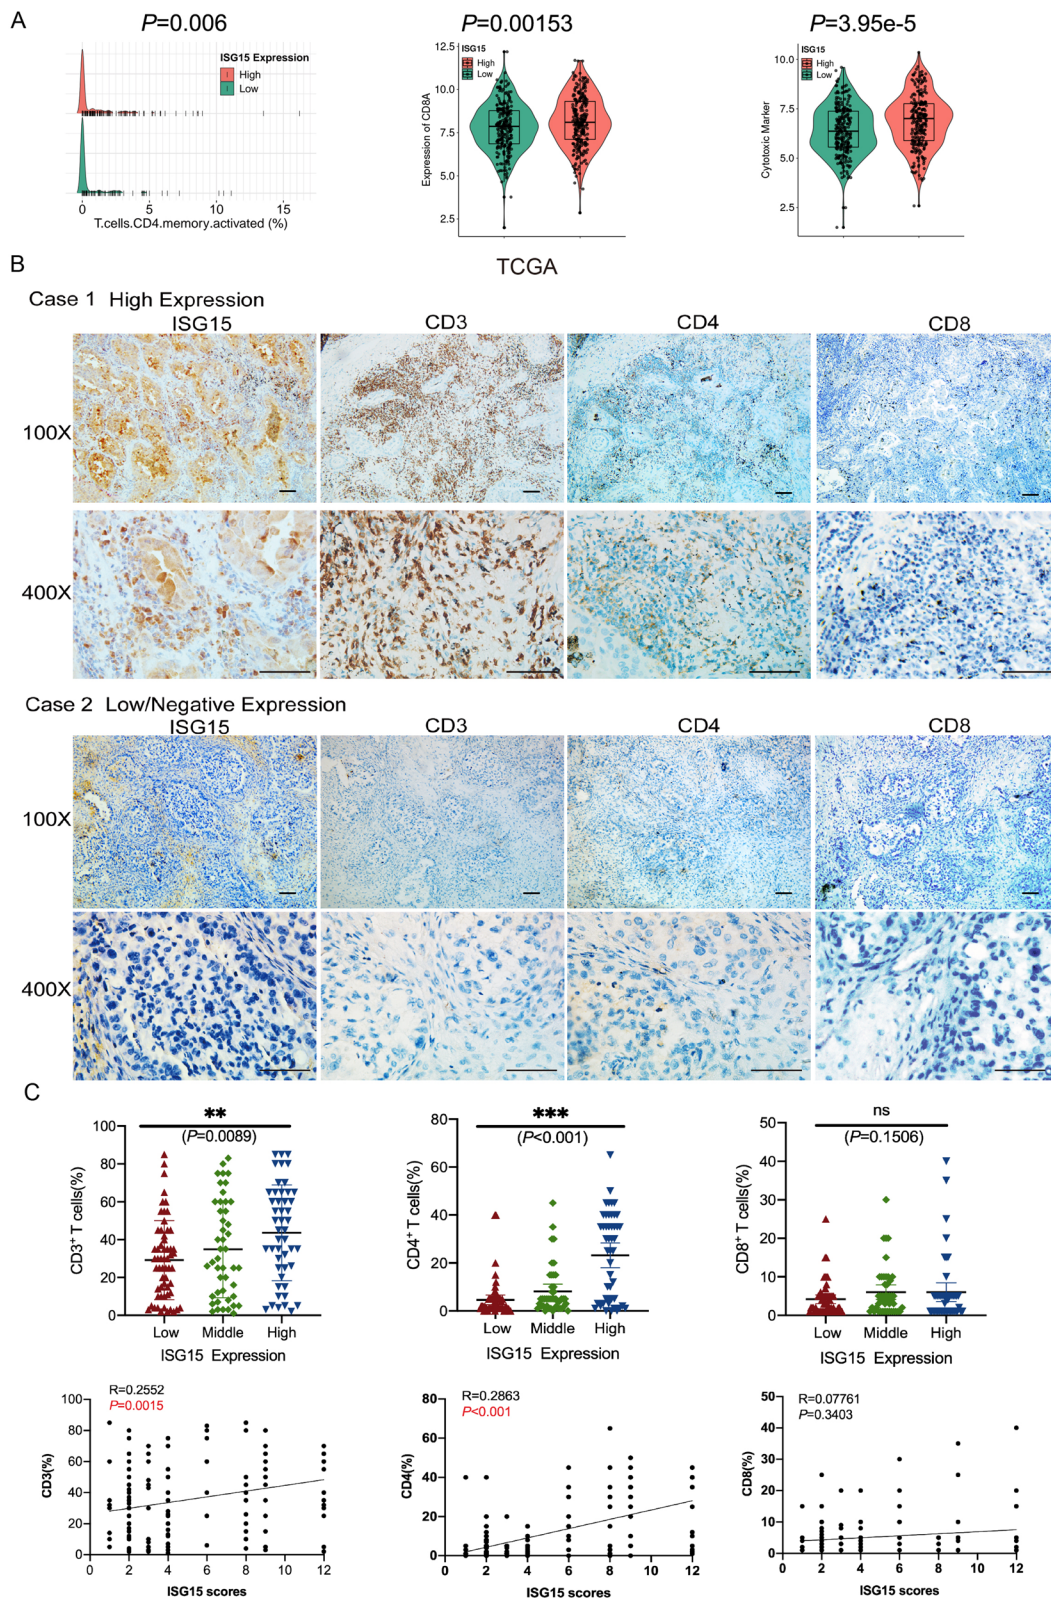 A
P=0.006
ISG15 Expression
High
Low
0 5 10 15
T.cells.CD4.memory.activated (%)
P=0.00153
ISG15
High
Low
12.5
10.0
7.5
5.0
2.5
Expression of CD8A
P=3.95e-5
ISG15
High
Low
10.0
7.5
5.0
2.5
Cytotoxic Marker
TCGA
B
Case 1 High Expression
ISG15 CD3 CD4 CD8
100X
400X
Case 2 Low/Negative Expression
ISG15 CD3 CD4 CD8
100X
400X
C
**
(P=0.0089)
100
80
60
40
20
0
CD3+ T cells(%)
Low Middle High
ISG15 Expression
***
(P<0.001)
80
60
40
20
0
CD4+ T cells(%)
Low Middle High
ISG15 Expression
ns
(P=0.1506)
50
40
30
20
10
0
CD8+ T cells(%)
Low Middle High
ISG15 Expression
R=0.2552
P=0.0015
100
80
60
40
20
0
CD3(%)
0 2 4 6 8 10 12
ISG15 scores
R=0.2863
P<0.001
80
60
40
20
0
CD4(%)
0 2 4 6 8 10 12
ISG15 scores
R=0.07761
P=0.3403
50
40
30
20
10
0
CD8(%)
0 2 4 6 8 10 12
ISG15 scores